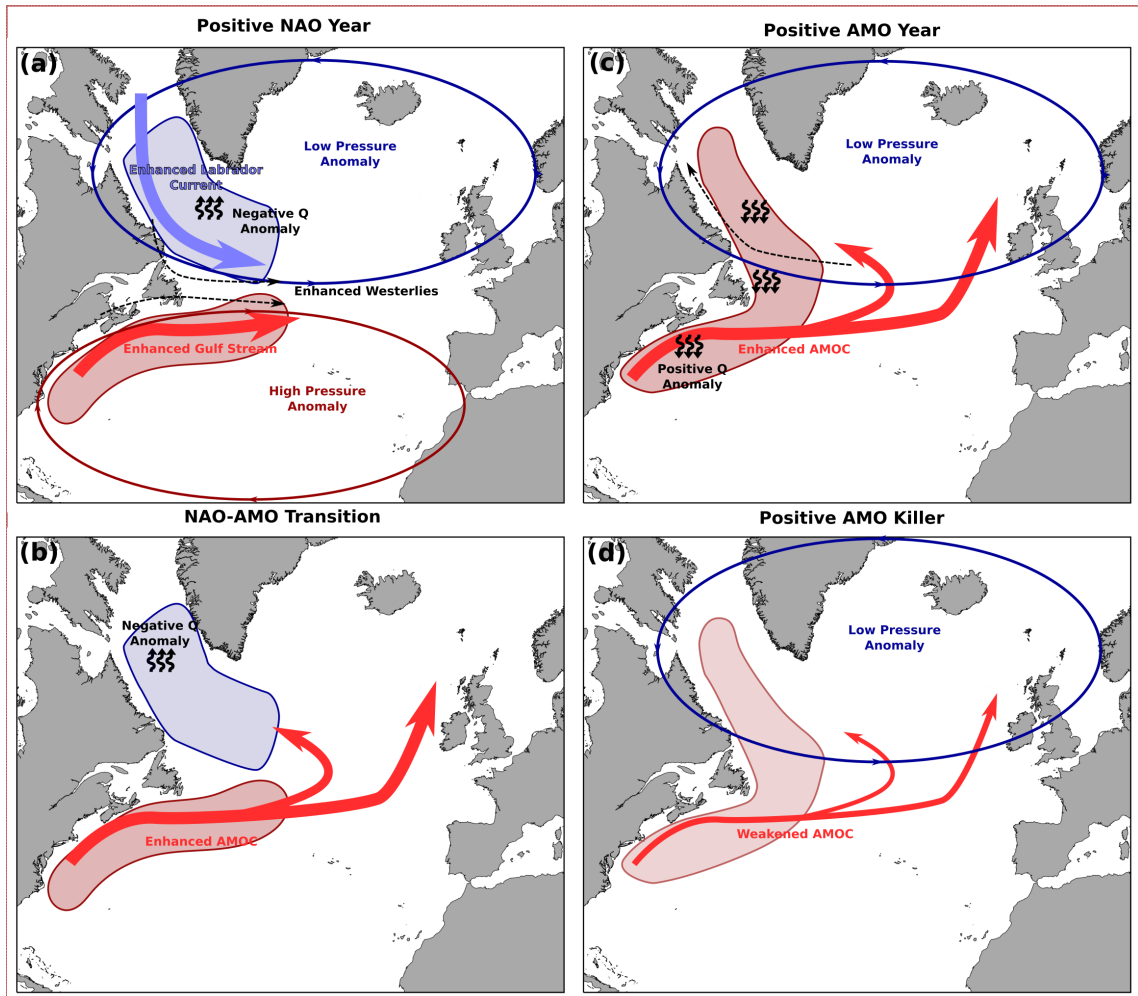 Positive NAO Year
(a)
Low Pressure
Anomaly
Enhanced Labrador
Current
Negative Q
Anomaly
Enhanced Westerlies
Enhanced Gulf Stream
High Pressure
Anomaly
Positive AMO Year
(c)
Low Pressure
Anomaly
Enhanced AMOC
Positive Q
Anomaly
NAO-AMO Transition
(b)
Negative Q
Anomaly
Enhanced AMOC
Positive AMO Killer
(d)
Low Pressure
Anomaly
Weakened AMOC